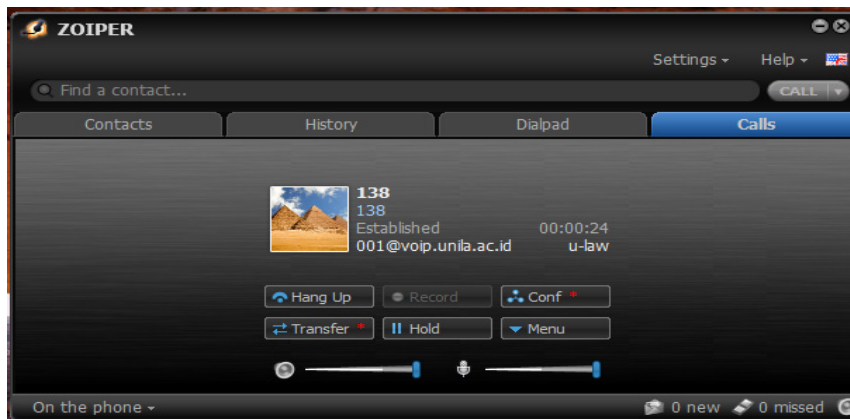 ZOIPER
Settings Help
Find a contact... CALL
Contacts History Dialpad Calls
138
138
Established 00:00:24
001@voip.unila.ac.id u-law
Hang Up Record Conf *
Transfer * Hold Menu
On the phone 0 new 0 missed